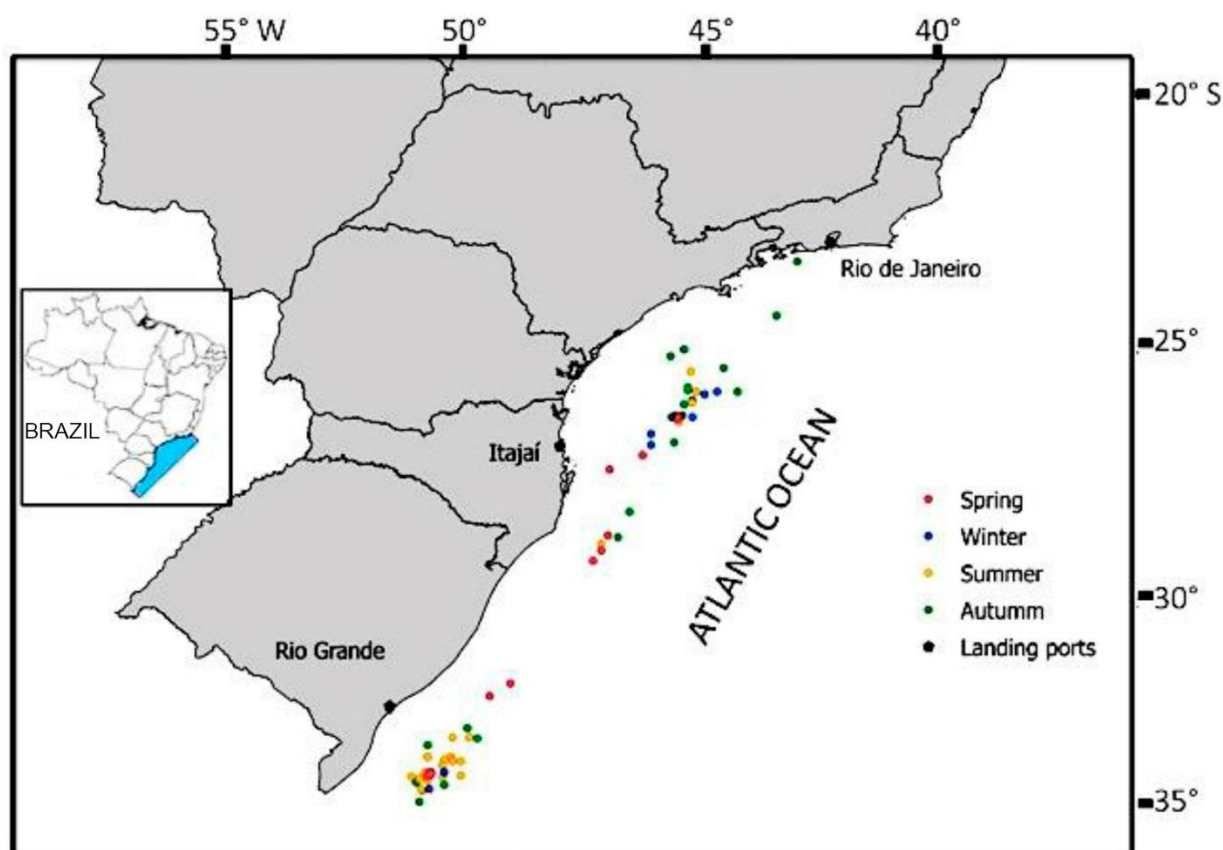 55° W 50° 45° 40°
20° S
Rio de Janeiro
25°
BRAZIL
Itajaí
ATLANTIC OCEAN
Spring
Winter
Summer
30°
Autumm
Rio Grande
Landing ports
35°